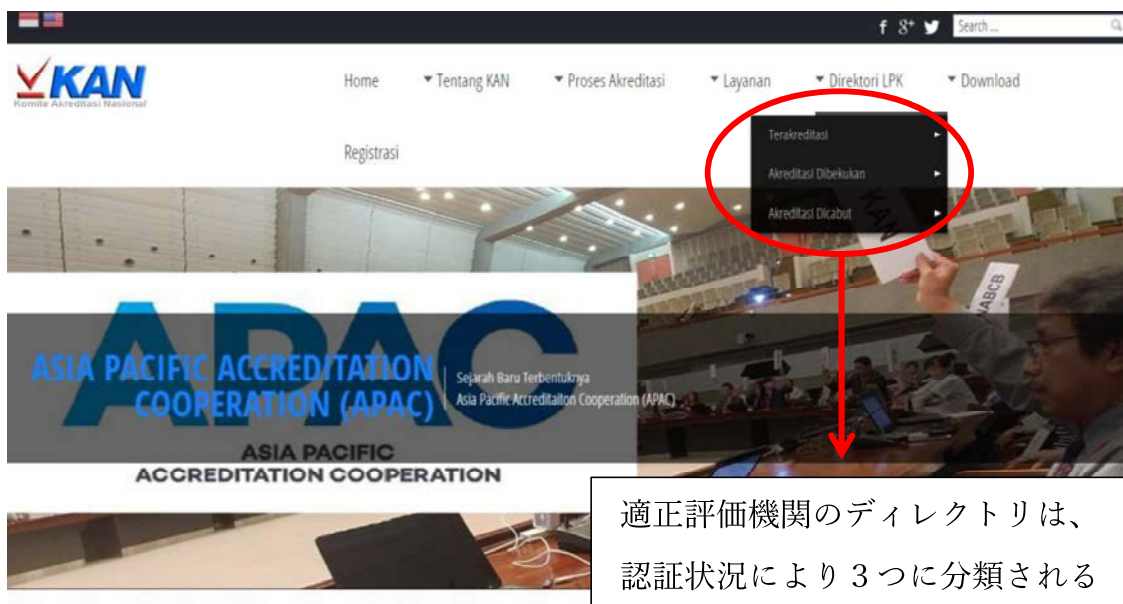 f 8+ Search ...
KAN
Komite Akreditasi Nasional
Home Tentang KAN Proses Akreditasi Layanan Direktori LPK Download
Registrasi
Terakreditasi
Akreditasi Dibekukan
Akreditasi Dicabut
KAN
NABCB
APAC
ASIA PACIFIC ACCREDITATION
COOPERATION (APAC)
Sejarah Baru Terbentuknya
Asia Pacific Accreditaiton Cooperation (APAC)
ASIA PACIFIC
ACCREDITATION COOPERATION
適正評価機関のディレクトリは、
認証状況により3つに分類される